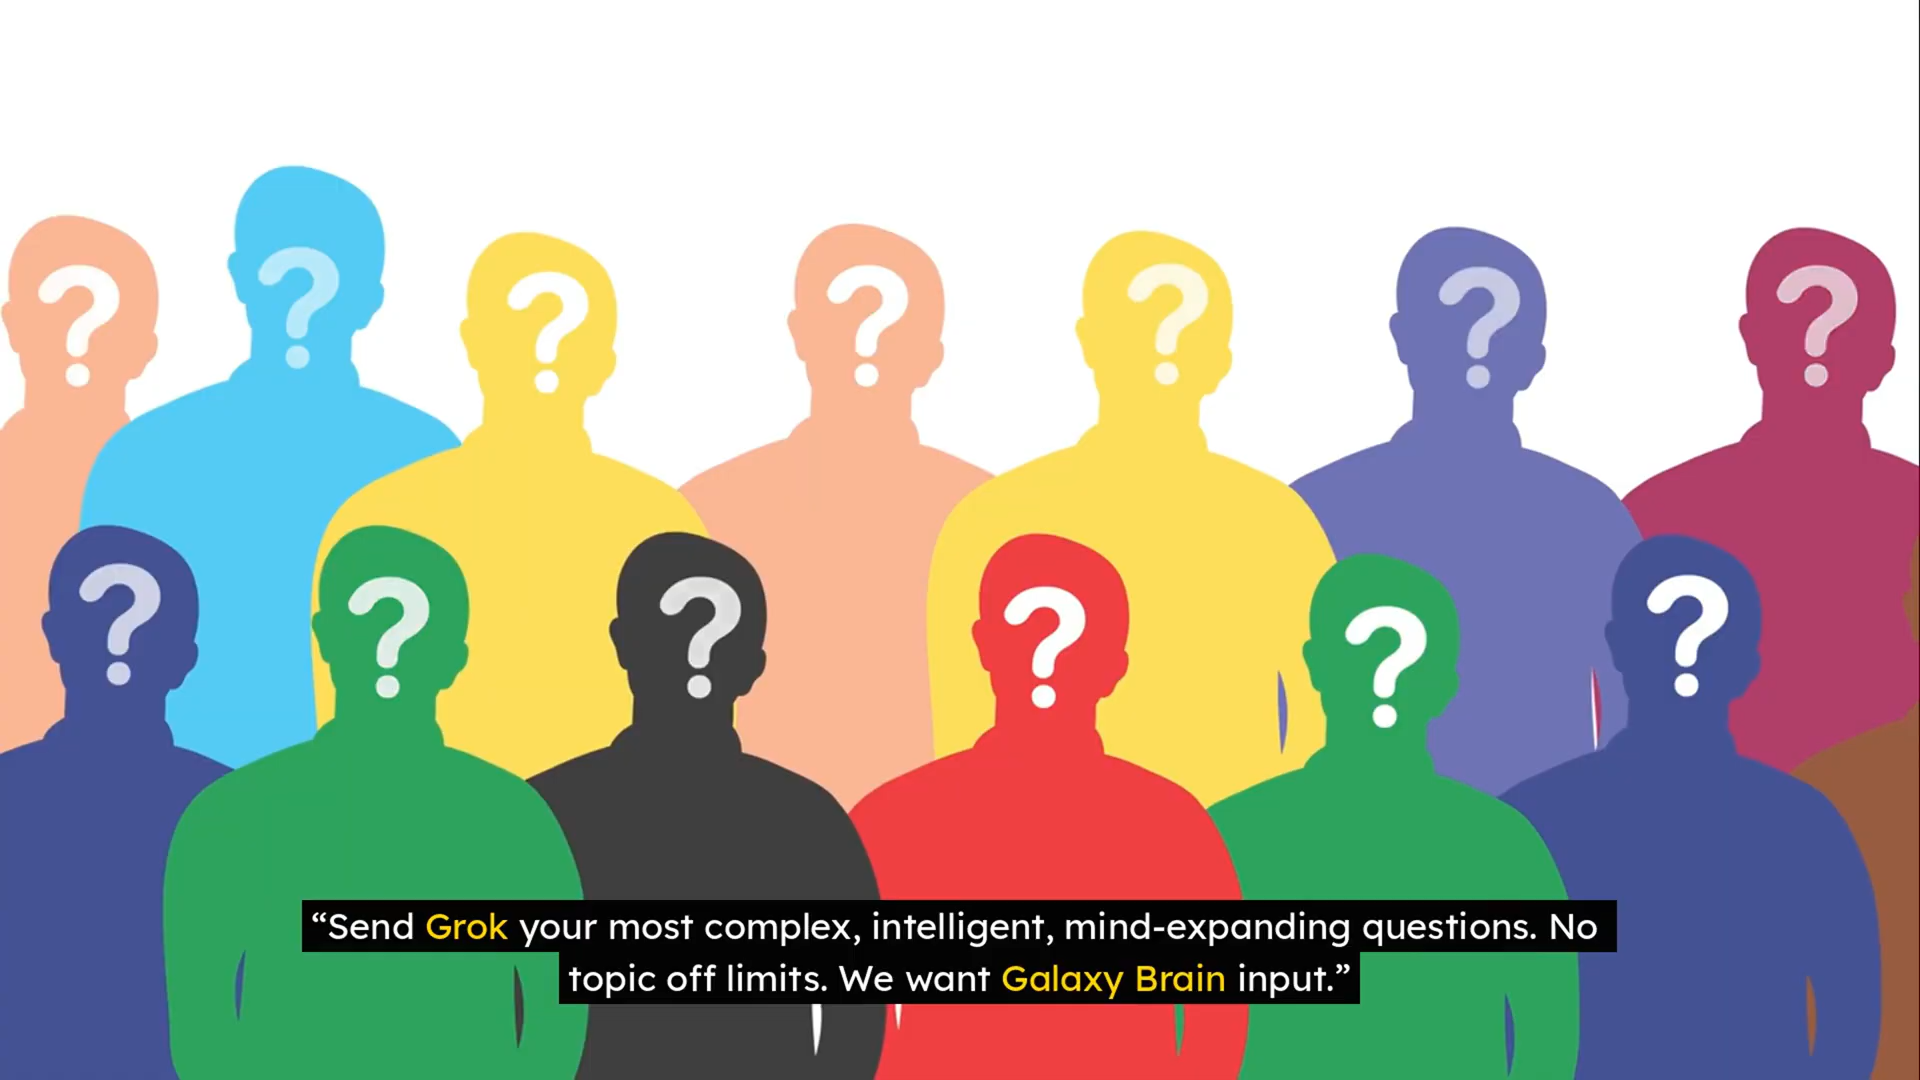 “Send Grok your most complex, intelligent, mind-expanding questions. No
topic off limits. We want Galaxy Brain input.”